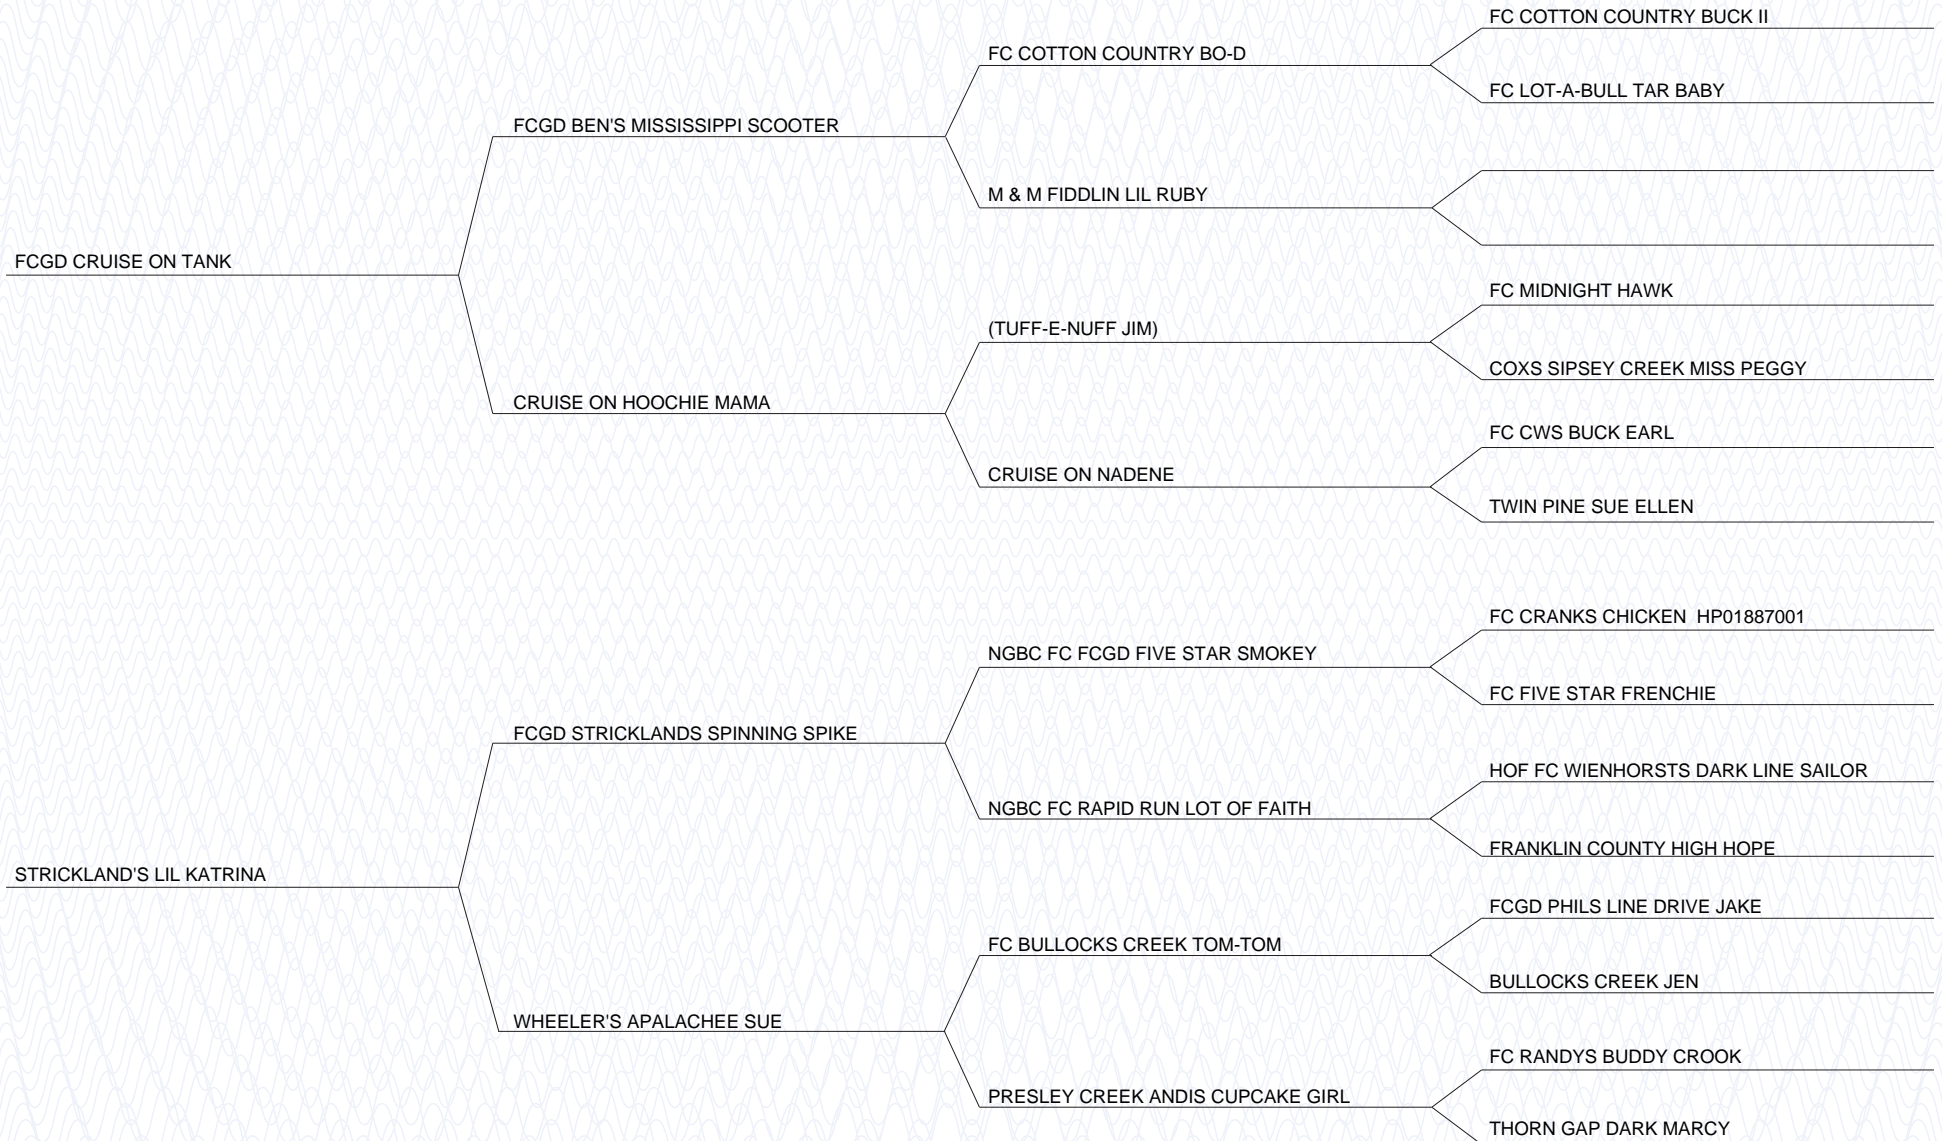 FC COTTON COUNTRY BUCK II
FC COTTON COUNTRY BO-D
FC LOT-A-BULL TAR BABY
FCGD BEN'S MISSISSIPPI SCOOTER
M & M FIDDLIN LIL RUBY
FCGD CRUISE ON TANK
FC MIDNIGHT HAWK
(TUFF-E-NUFF JIM)
COXS SIPSEY CREEK MISS PEGGY
CRUISE ON HOOCHIE MAMA
FC CWS BUCK EARL
CRUISE ON NADENE
TWIN PINE SUE ELLEN
FC CRANKS CHICKEN HP01887001
NGBC FC FCGD FIVE STAR SMOKEY
FC FIVE STAR FRENCHIE
FCGD STRICKLANDS SPINNING SPIKE
HOF FC WIENHORSTS DARK LINE SAILOR
NGBC FC RAPID RUN LOT OF FAITH
FRANKLIN COUNTY HIGH HOPE
STRICKLAND'S LIL KATRINA
FCGD PHILS LINE DRIVE JAKE
FC BULLOCKS CREEK TOM-TOM
BULLOCKS CREEK JEN
WHEELER'S APALACHEE SUE
FC RANDYS BUDDY CROOK
PRESLEY CREEK ANDIS CUPCAKE GIRL
THORN GAP DARK MARCY